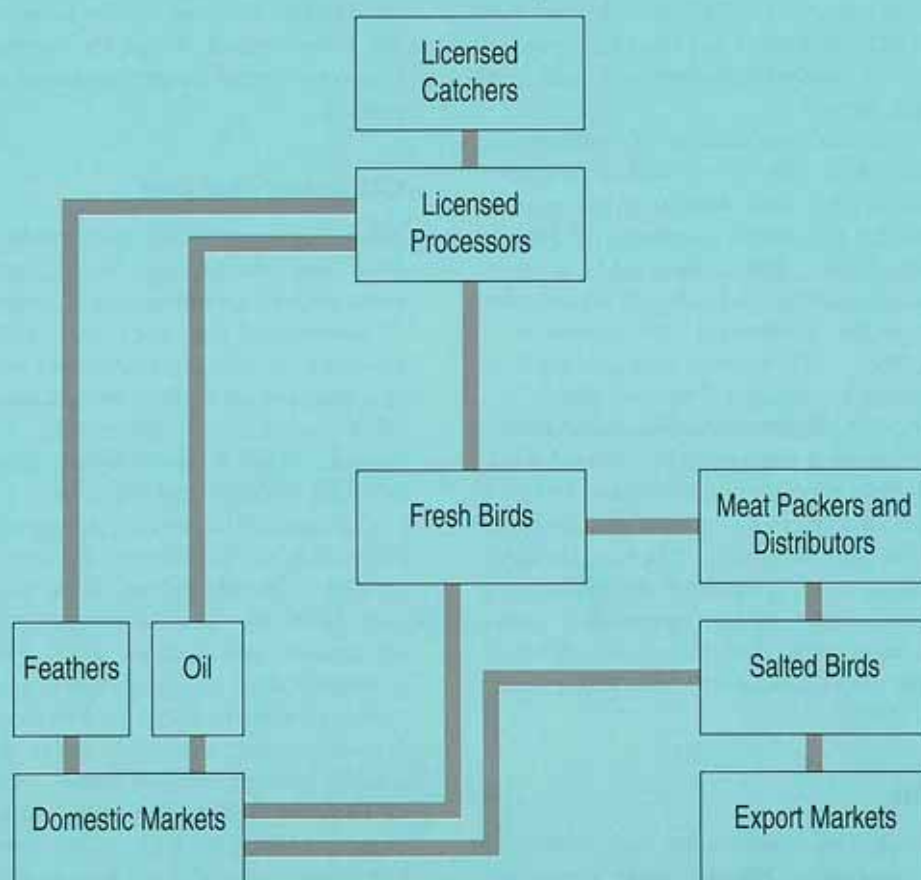 Licensed
Catchers
Licensed
Processors
Fresh Birds
Meat Packers and
Distributors
Feathers
Oil
Salted Birds
Domestic Markets
Export Markets